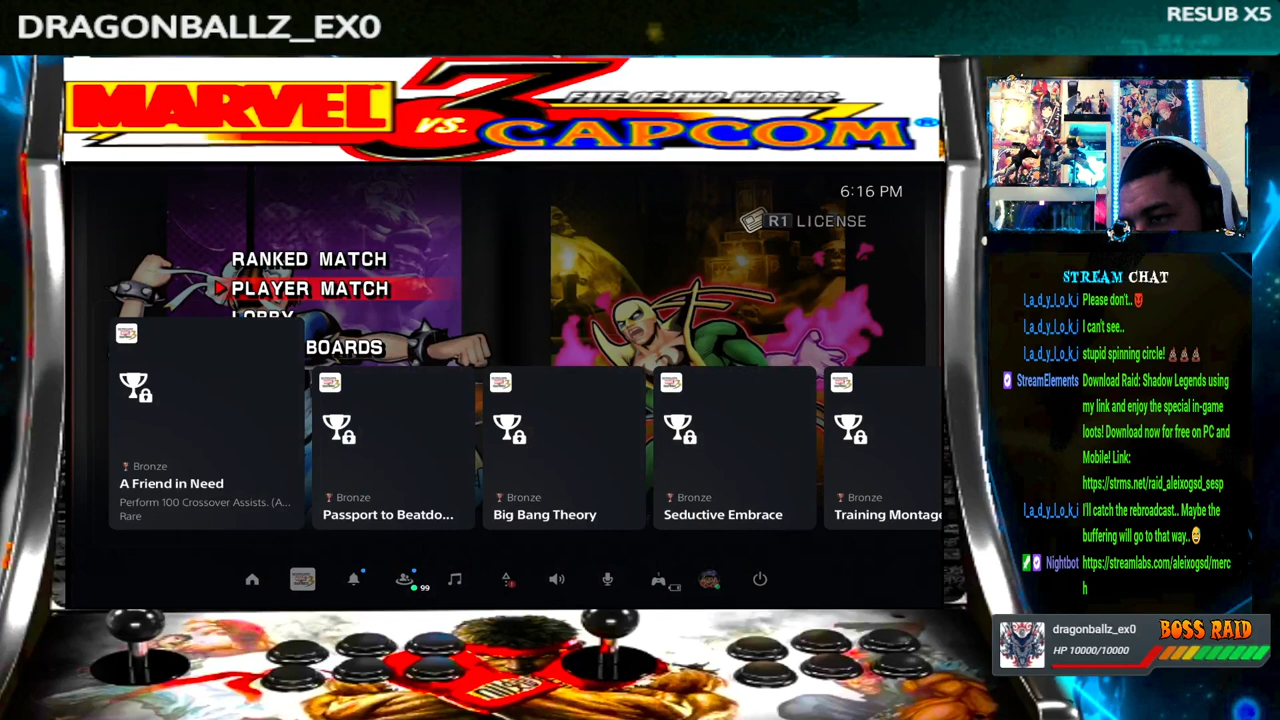 DRAGONBALLZ_EX0
RESUB X5
MARVEL VS. CAPCOM® 3
FATE OF TWO WORLDS
6:16 PM
R1 LICENSE
RANKED MATCH
PLAYER MATCH
LOBBY
BOARDS
Bronze
A Friend in Need
Perform 100 Crossover Assists. (A...
Rare
Bronze
Passport to Beatdo...
Bronze
Big Bang Theory
Bronze
Seductive Embrace
Bronze
Training Montage
99
STREAM CHAT
l_a_d_y_l_o_k_i Please don't..
l_a_d_y_l_o_k_i I can't see..
l_a_d_y_l_o_k_i stupid spinning circle!
StreamElements Download Raid: Shadow Legends using
my link and enjoy the special in-game
loots! Download now for free on PC and
Mobile! Link:
https://strms.net/raid_aleixogsd_sesp
l_a_d_y_l_o_k_i I'll catch the rebroadcast.. Maybe the
buffering will go to that way..
Nightbot https://streamlabs.com/aleixogsd/merc
h
dragonballz_ex0
BOSS RAID
HP 10000/10000